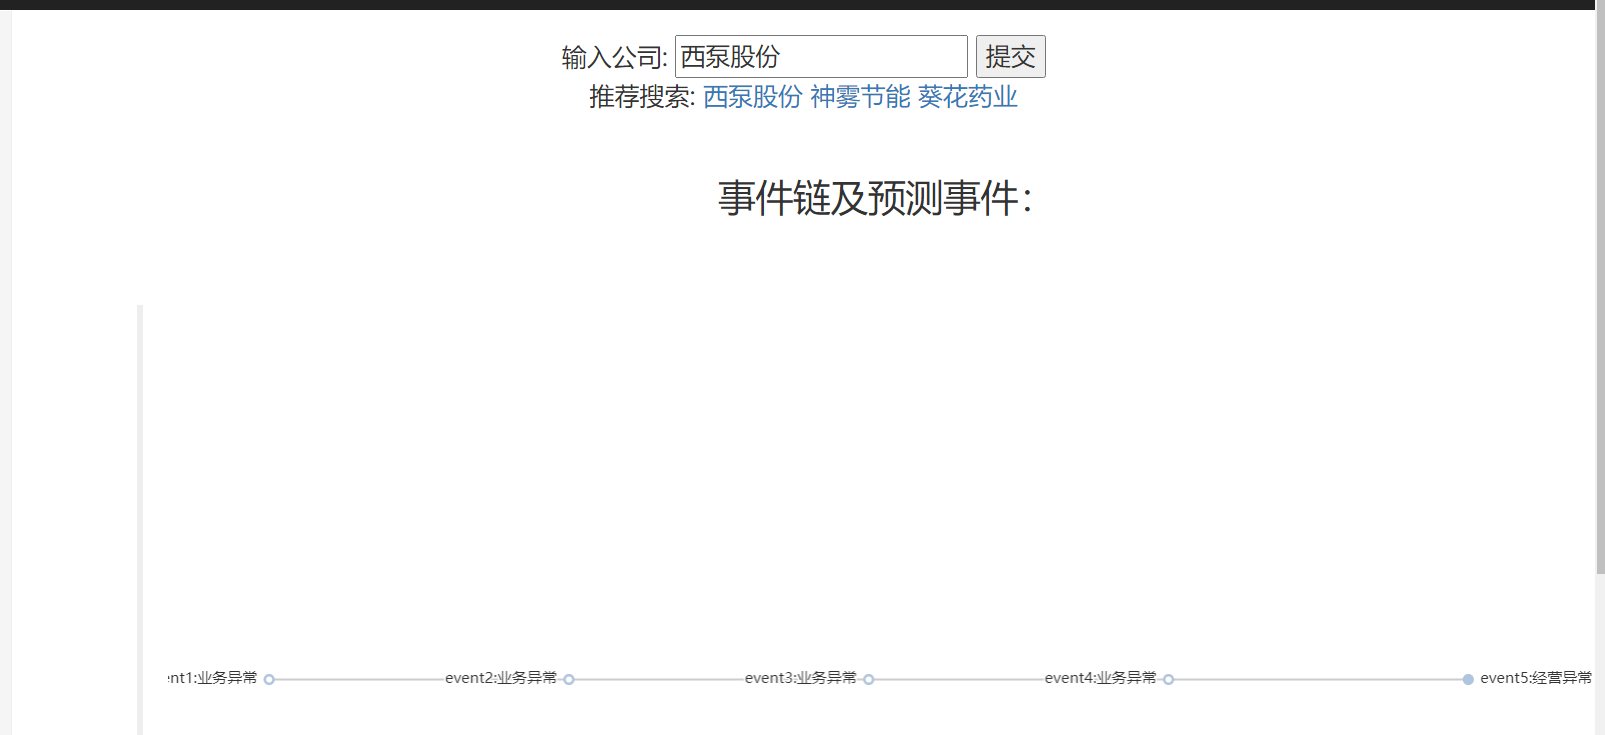 输入公司: 西泵股份 提交
推荐搜索: 西泵股份 神雾节能 葵花药业
事件链及预测事件：
ent1:业务异常 event2:业务异常 event3:业务异常 event4:业务异常 event5:经营异常